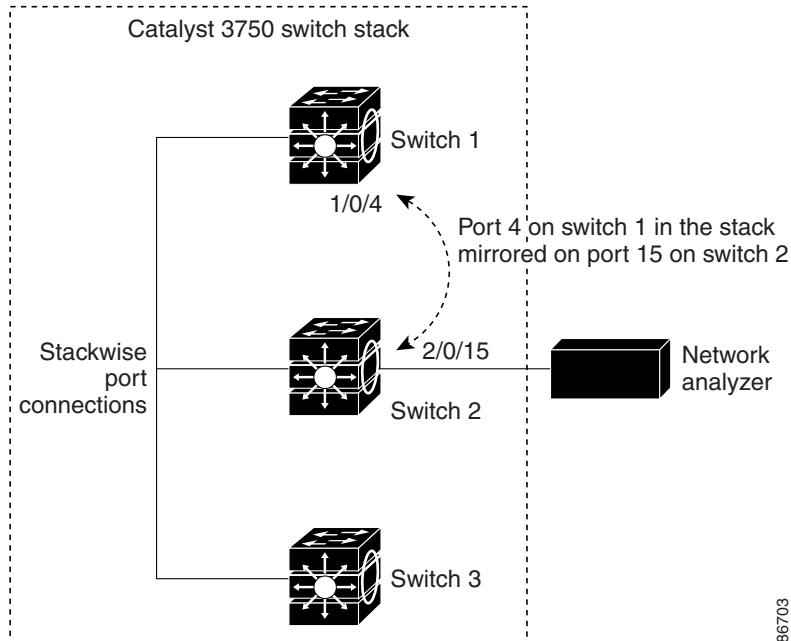 Catalyst 3750 switch stack
Switch 1
1/0/4
Port 4 on switch 1 in the stack
mirrored on port 15 on switch 2
2/0/15
Switch 2
Stackwise
port
connections
Network
analyzer
Switch 3
86703